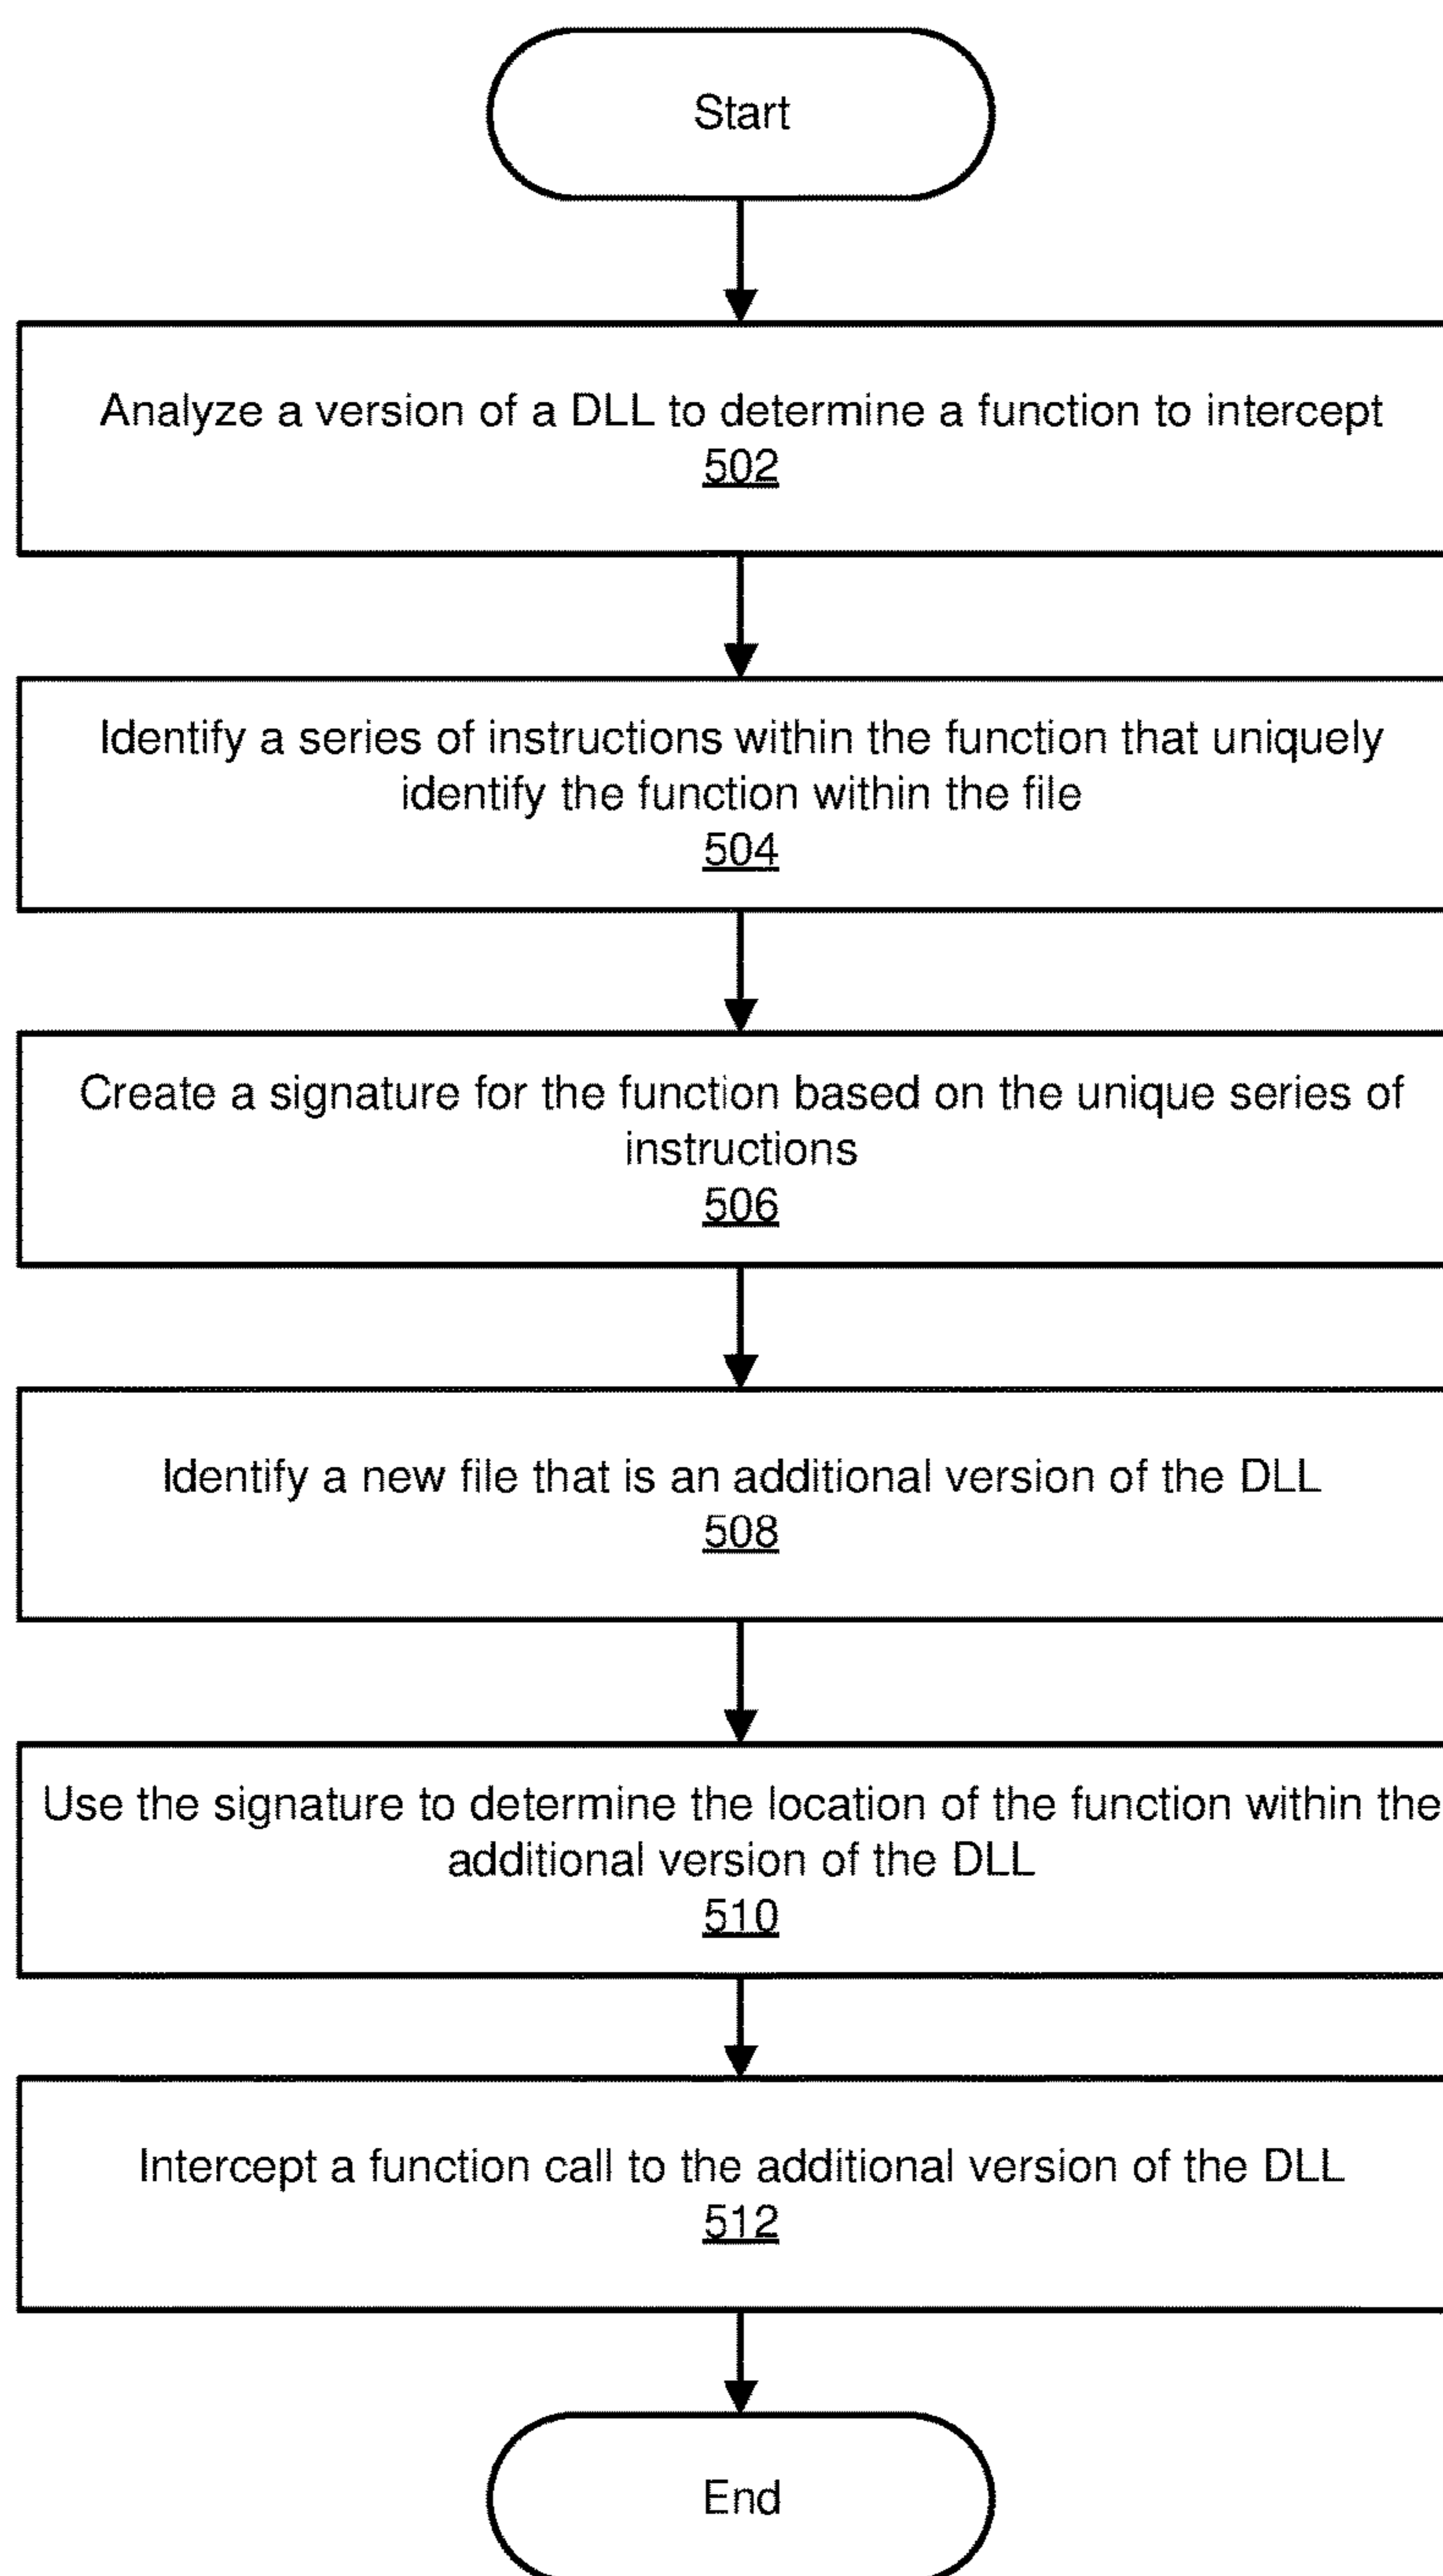 Start
Analyze a version of a DLL to determine a function to intercept
502
Identify a series of instructions within the function that uniquely
identify the function within the file
504
Create a signature for the function based on the unique series of
instructions
506
Identify a new file that is an additional version of the DLL
508
Use the signature to determine the location of the function within the
additional version of the DLL
510
Intercept a function call to the additional version of the DLL
512
End